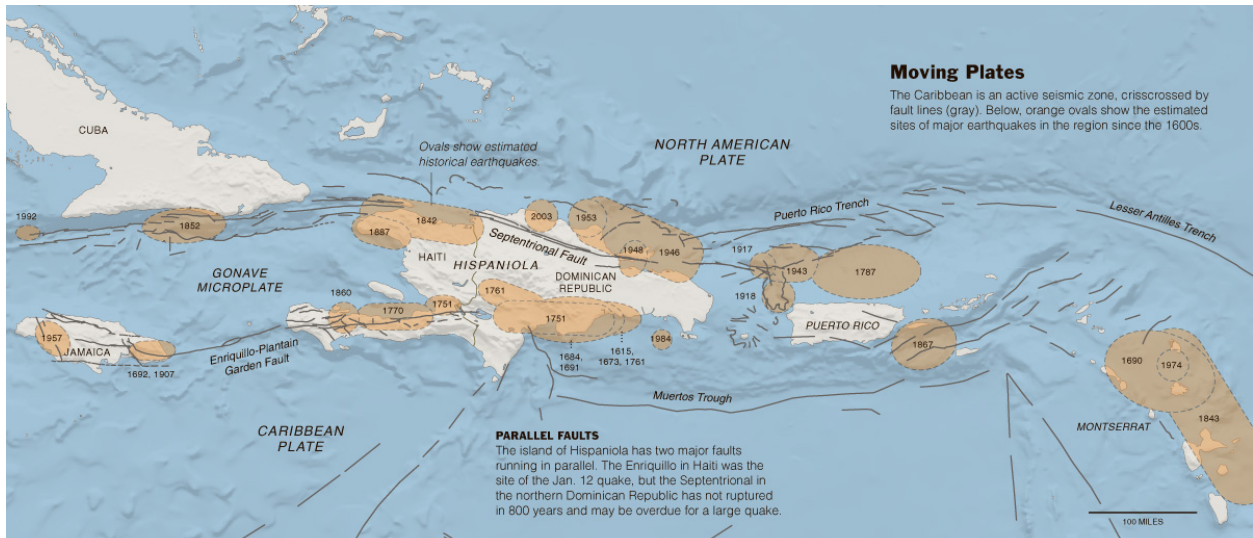 Moving Plates
The Caribbean is an active seismic zone, crisscrossed by
fault lines (gray). Below, orange ovals show the estimated
sites of major earthquakes in the region since the 1600s.
CUBA
Ovals show estimated
historical earthquakes.
NORTH AMERICAN
PLATE
1992
1852
1842
1887
2003
1953
1948
1946
1917
Puerto Rico Trench
Lesser Antilles Trench
Septentrional Fault
HAITI
HISPANIOLA
DOMINICAN
REPUBLIC
GONAVE
MICROPLATE
1943
1787
1860
1770
1751
1761
1751
1918
PUERTO RICO
1957
JAMAICA
1692, 1907
Enriquillo-Plantain
Garden Fault
1684,
1691
1615,
1673, 1761
1984
1867
1690
1974
1843
Muertos Trough
MONTSERRAT
CARIBBEAN
PLATE
PARALLEL FAULTS
The island of Hispaniola has two major faults
running in parallel. The Enriquillo in Haiti was the
site of the Jan. 12 quake, but the Septentrional in
the northern Dominican Republic has not ruptured
in 800 years and may be overdue for a large quake.
100 MILES